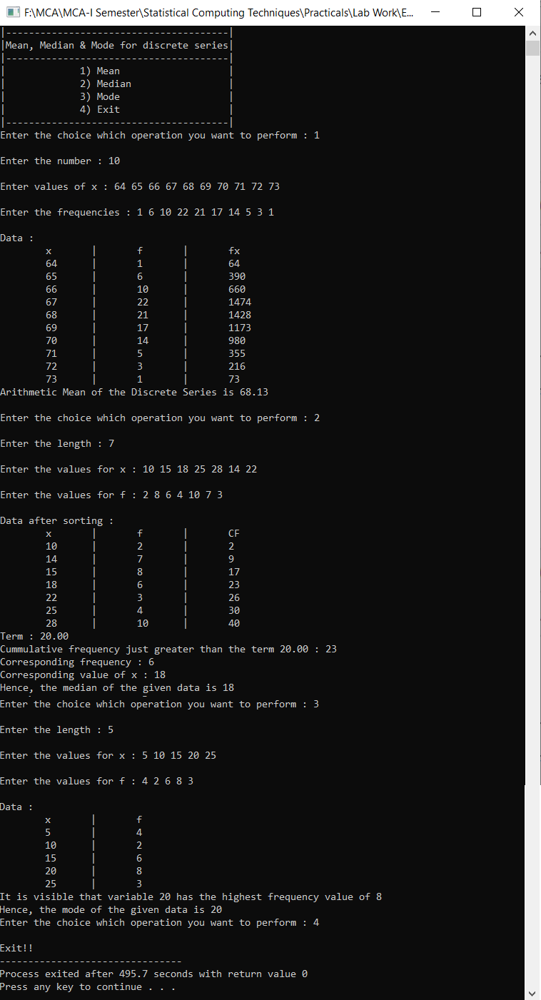 F:\MCA\MCA-I Semester\Statistical Computing Techniques\Practicals\Lab Work\E...
|---------------------------------------|
|Mean, Median & Mode for discrete series|
|---------------------------------------|
| 1) Mean |
| 2) Median |
| 3) Mode |
| 4) Exit |
|---------------------------------------|
Enter the choice which operation you want to perform : 1
Enter the number : 10
Enter values of x : 64 65 66 67 68 69 70 71 72 73
Enter the frequencies : 1 6 10 22 21 17 14 5 3 1
Data :
x | f | fx
64 | 1 | 64
65 | 6 | 390
66 | 10 | 660
67 | 22 | 1474
68 | 21 | 1428
69 | 17 | 1173
70 | 14 | 980
71 | 5 | 355
72 | 3 | 216
73 | 1 | 73
Arithmetic Mean of the Discrete Series is 68.13
Enter the choice which operation you want to perform : 2
Enter the length : 7
Enter the values for x : 10 15 18 25 28 14 22
Enter the values for f : 2 8 6 4 10 7 3
Data after sorting :
x | f | CF
10 | 2 | 2
14 | 7 | 9
15 | 8 | 17
18 | 6 | 23
22 | 3 | 26
25 | 4 | 30
28 | 10 | 40
Term : 20.00
Cummulative frequency just greater than the term 20.00 : 23
Corresponding frequency : 6
Corresponding value of x : 18
Hence, the median of the given data is 18
Enter the choice which operation you want to perform : 3
Enter the length : 5
Enter the values for x : 5 10 15 20 25
Enter the values for f : 4 2 6 8 3
Data :
x | f
5 | 4
10 | 2
15 | 6
20 | 8
25 | 3
It is visible that variable 20 has the highest frequency value of 8
Hence, the mode of the given data is 20
Enter the choice which operation you want to perform : 4
Exit!!
--------------------------------
Process exited after 495.7 seconds with return value 0
Press any key to continue . . .